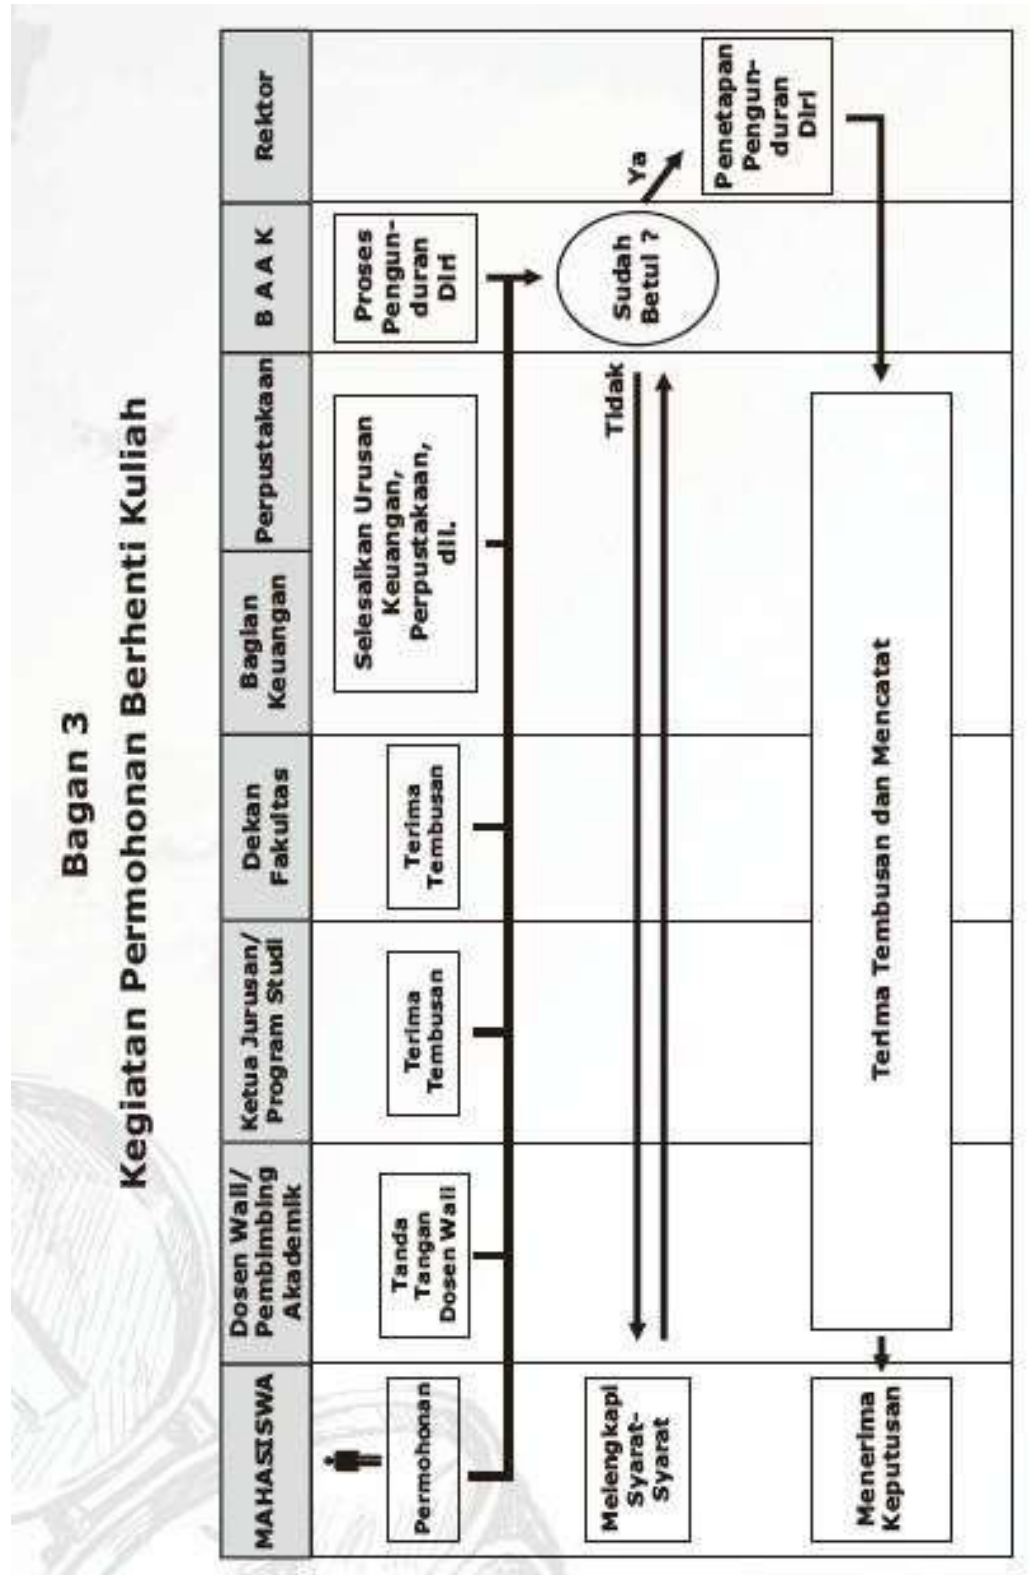 Bagan 3
Kegiatan Permohonan Berhenti Kuliah
MAHASISWA
Dosen Wali/
Pembimbing
Akademik
Ketua Jurusan/
Program Studi
Dekan
Fakultas
Bagian
Keuangan
Perpustakaan
B A A K
Rektor
Permohonan
Tanda
Tangan
Dosen Wali
Terima
Tembusan
Terima
Tembusan
Selesaikan Urusan
Keuangan,
Perpustakaan,
dll.
Proses
Pengun-
duran
Diri
Melengkapi
Syarat-
Syarat
Tidak
Sudah
Betul ?
Ya
Penetapan
Pengun-
duran
Diri
Menerima
Keputusan
Terima Tembusan dan Mencatat